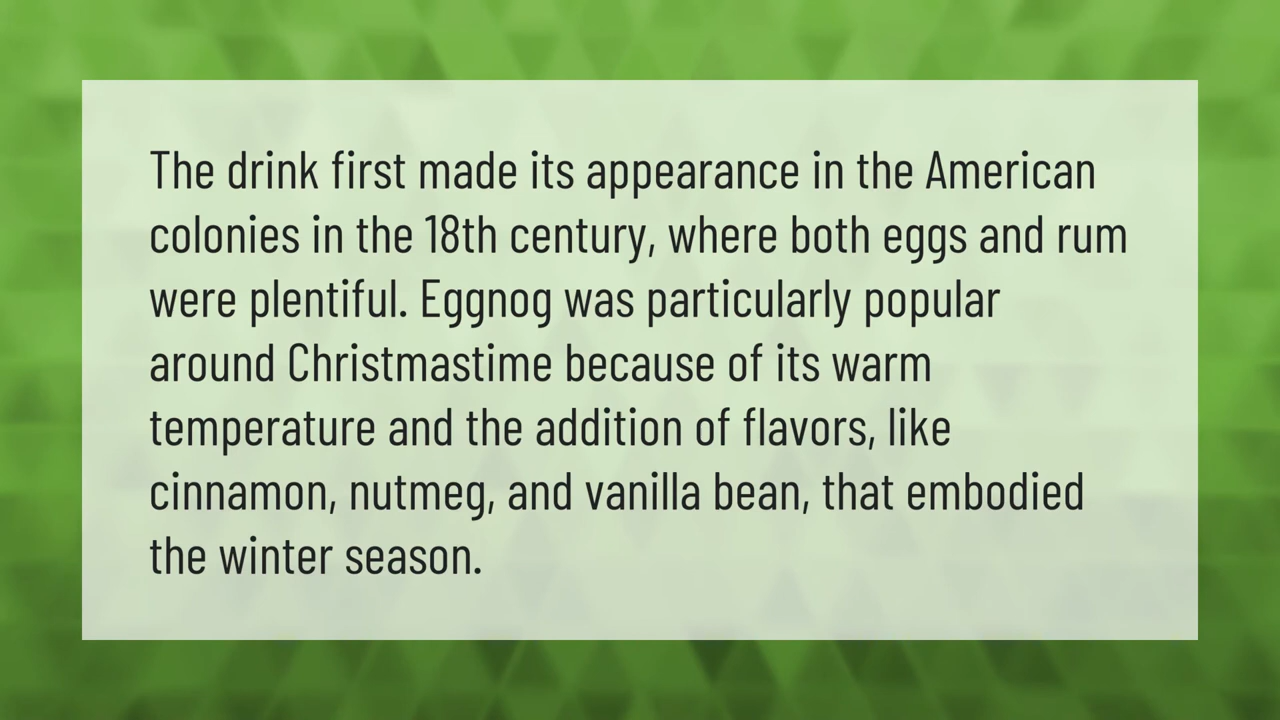 The drink first made its appearance in the American
colonies in the 18th century, where both eggs and rum
were plentiful. Eggnog was particularly popular
around Christmastime because of its warm
temperature and the addition of flavors, like
cinnamon, nutmeg, and vanilla bean, that embodied
the winter season.